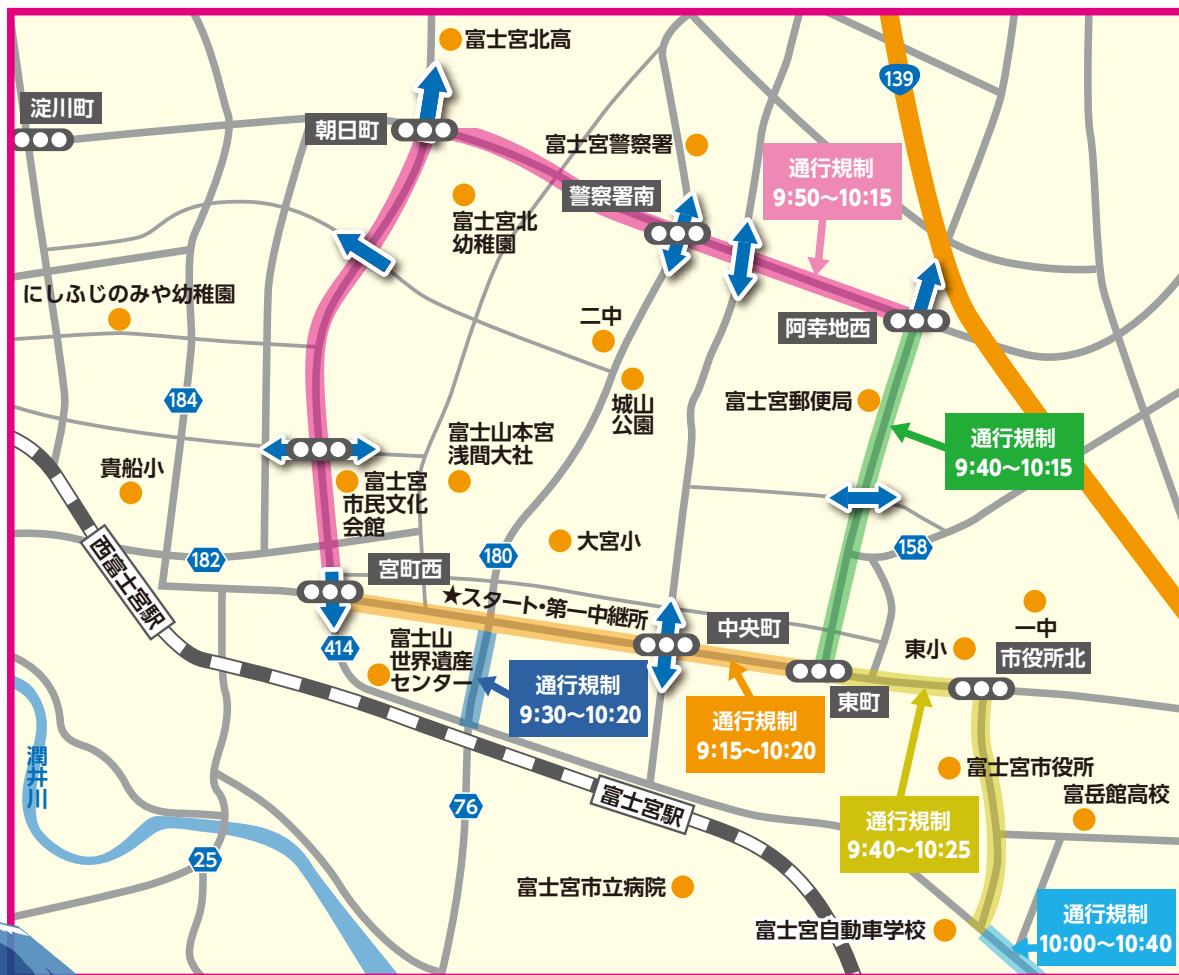 富士宮北高
139
淀川町
朝日町
富士宮警察署
通行規制
9:50〜10:15
警察署南
富士宮北
幼稚園
にしふじのみや幼稚園
二中
阿幸地西
184
城山
公園
富士宮郵便局
通行規制
9:40〜10:15
富士山本宮
浅間大社
貴船小
富士宮
市民文化
会館
西富士宮駅
182
180
大宮小
158
宮町西
★スタート・第一中継所
中央町
一中
東小
市役所北
414
富士山
世界遺産
センター
通行規制
9:30〜10:20
東町
通行規制
9:15〜10:20
潤井川
富士宮市役所
富岳館高校
富士宮駅
76
通行規制
9:40〜10:25
25
富士宮市立病院
富士宮自動車学校
通行規制
10:00〜10:40